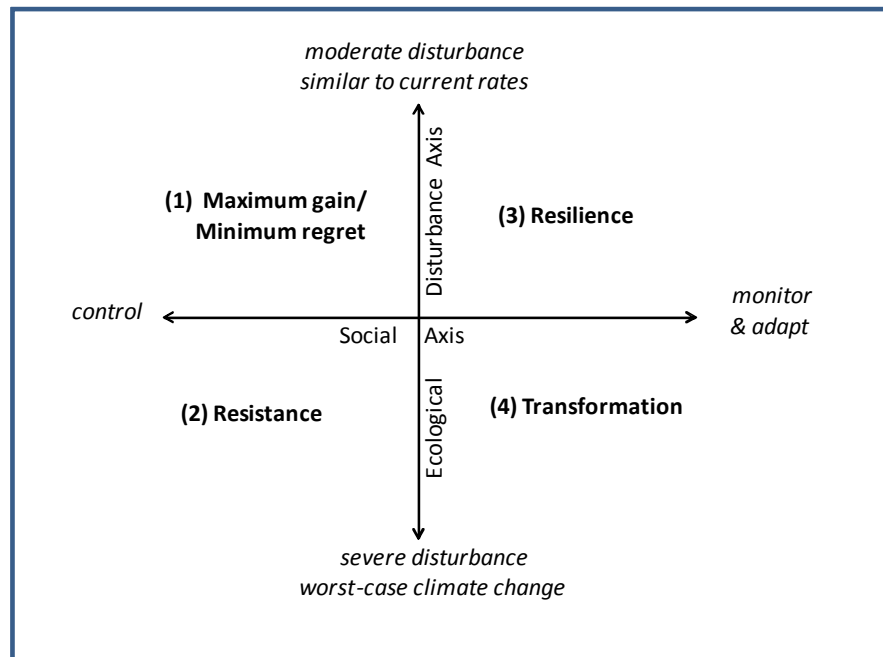 moderate disturbance
similar to current rates
Ecological Disturbance Axis
(1) Maximum gain/
Minimum regret
(3) Resilience
control
monitor
& adapt
Social Axis
(2) Resistance
(4) Transformation
severe disturbance
worst-case climate change